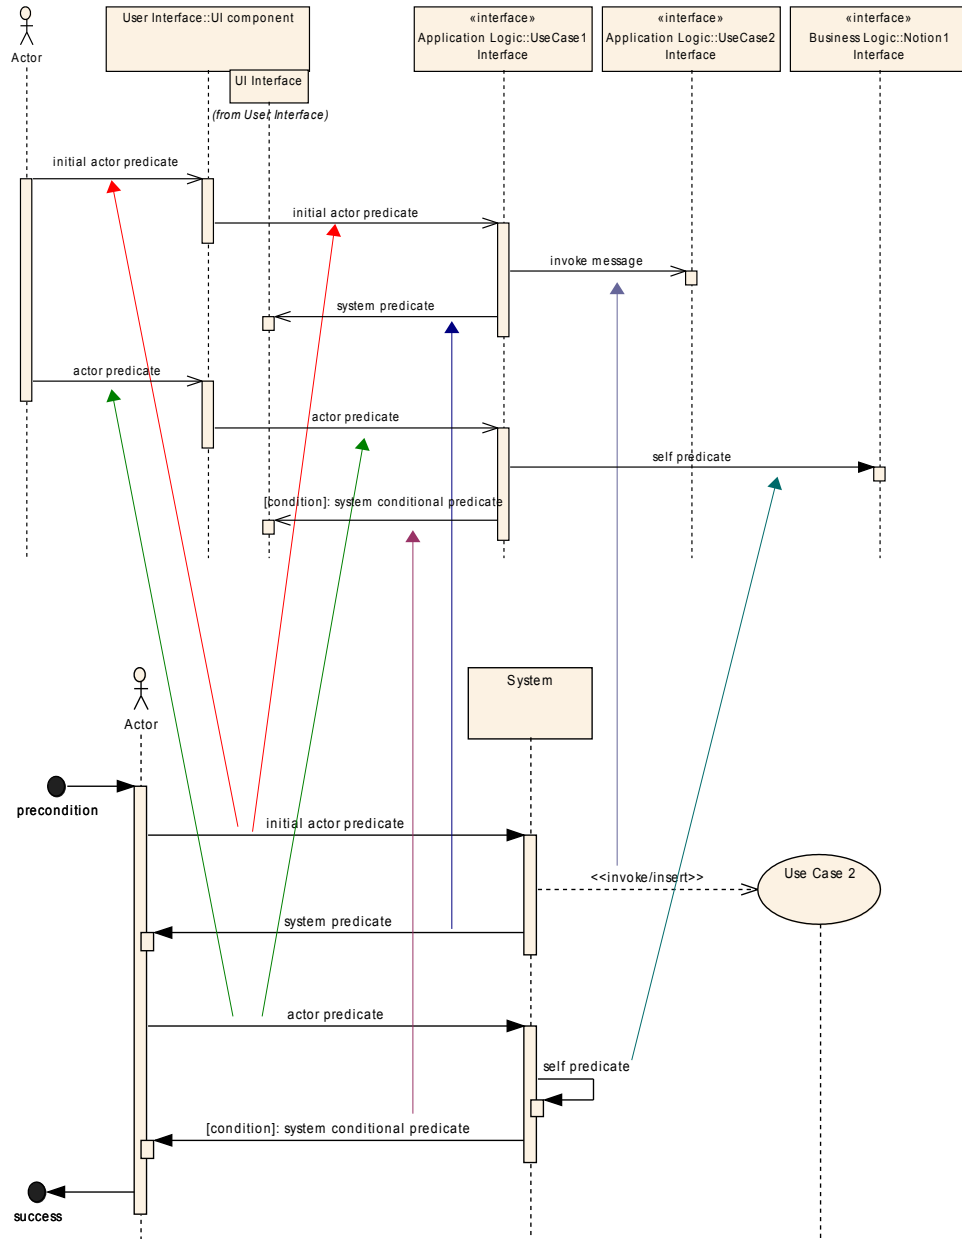 Actor
User Interface::UI component
UI Interface
(from User Interface)
«interface»
Application Logic::UseCase1
Interface
«interface»
Application Logic::UseCase2
Interface
«interface»
Business Logic::Notion1
Interface
initial actor predicate
initial actor predicate
invoke message
system predicate
actor predicate
actor predicate
self predicate
[condition]: system conditional predicate
Actor
System
precondition
initial actor predicate
<<invoke/insert>>
Use Case 2
system predicate
actor predicate
self predicate
[condition]: system conditional predicate
success